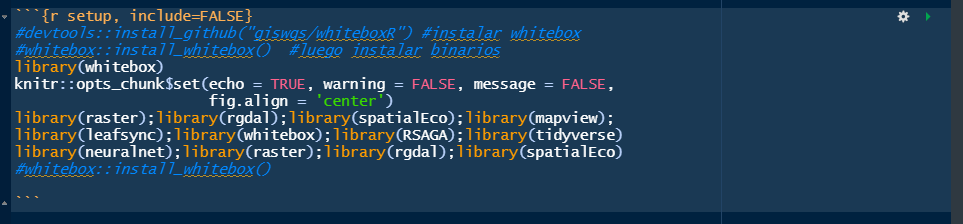 ```{r setup, include=FALSE}
#devtools::install_github("giswqs/whiteboxR") #instalar whitebox
#whitebox::install_whitebox()  #luego instalar binarios
library(whitebox)
knitr::opts_chunk$set(echo = TRUE, warning = FALSE, message = FALSE,
                      fig.align = 'center')
library(raster);library(rgdal);library(spatialEco);library(mapview);
library(leafsync);library(whitebox);library(RSAGA);library(tidyverse)
library(neuralnet);library(raster);library(rgdal);library(spatialEco)
#whitebox::install_whitebox()
```